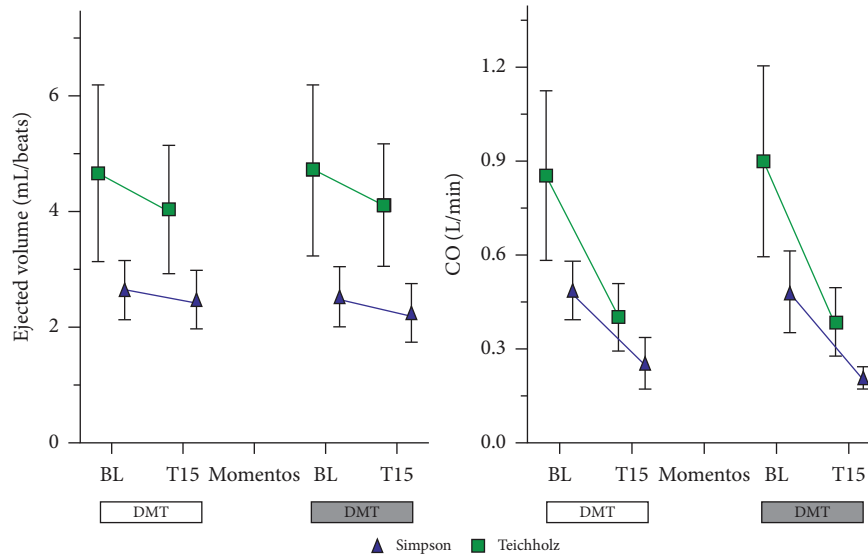 Ejected volume (mL/beats)
6
4
2
0
BL T15 Momentos BL T15
DMT DMT
CO (L/min)
1.2
0.9
0.6
0.3
0.0
BL T15 Momentos BL T15
DMT DMT
Simpson Teichholz